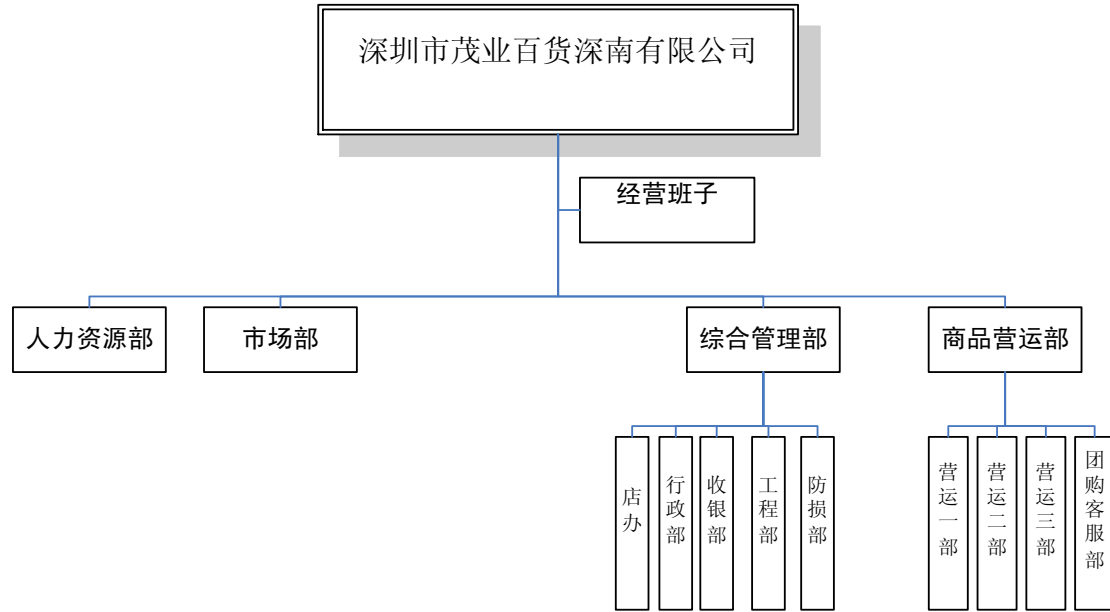 深圳市茂业百货深南有限公司
经营班子
人力资源部
市场部
综合管理部
商品营运部
店办
行政部
收银部
工程部
防损部
营运一部
营运二部
营运三部
团购客服部